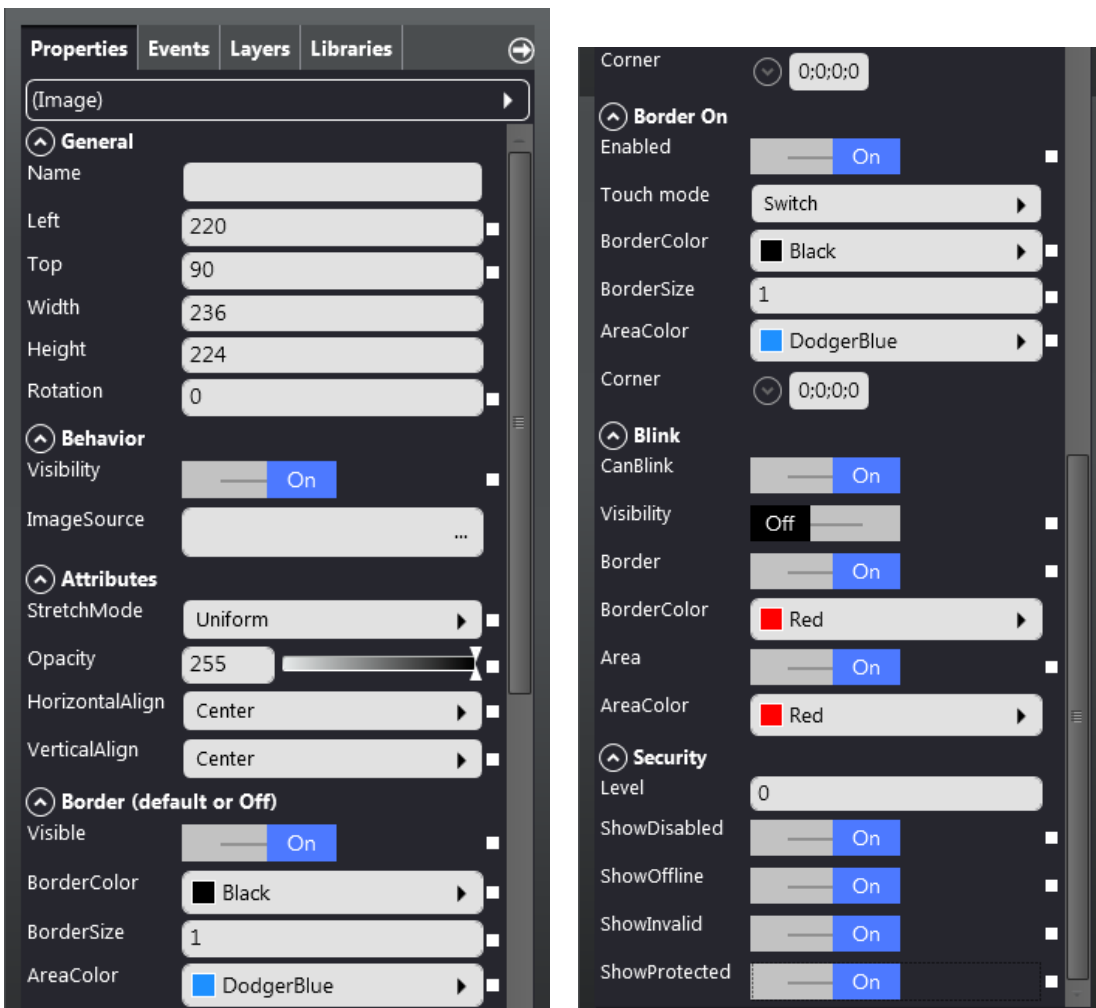 Properties Events Layers Libraries
(Image)
General
Name
Left 220
Top 90
Width 236
Height 224
Rotation 0
Behavior
Visibility On
ImageSource ...
Attributes
StretchMode Uniform
Opacity 255
HorizontalAlign Center
VerticalAlign Center
Border (default or Off)
Visible On
BorderColor Black
BorderSize 1
AreaColor DodgerBlue
Corner 0;0;0;0
Border On
Enabled On
Touch mode Switch
BorderColor Black
BorderSize 1
AreaColor DodgerBlue
Corner 0;0;0;0
Blink
CanBlink On
Visibility Off
Border On
BorderColor Red
Area On
AreaColor Red
Security
Level 0
ShowDisabled On
ShowOffline On
ShowInvalid On
ShowProtected On